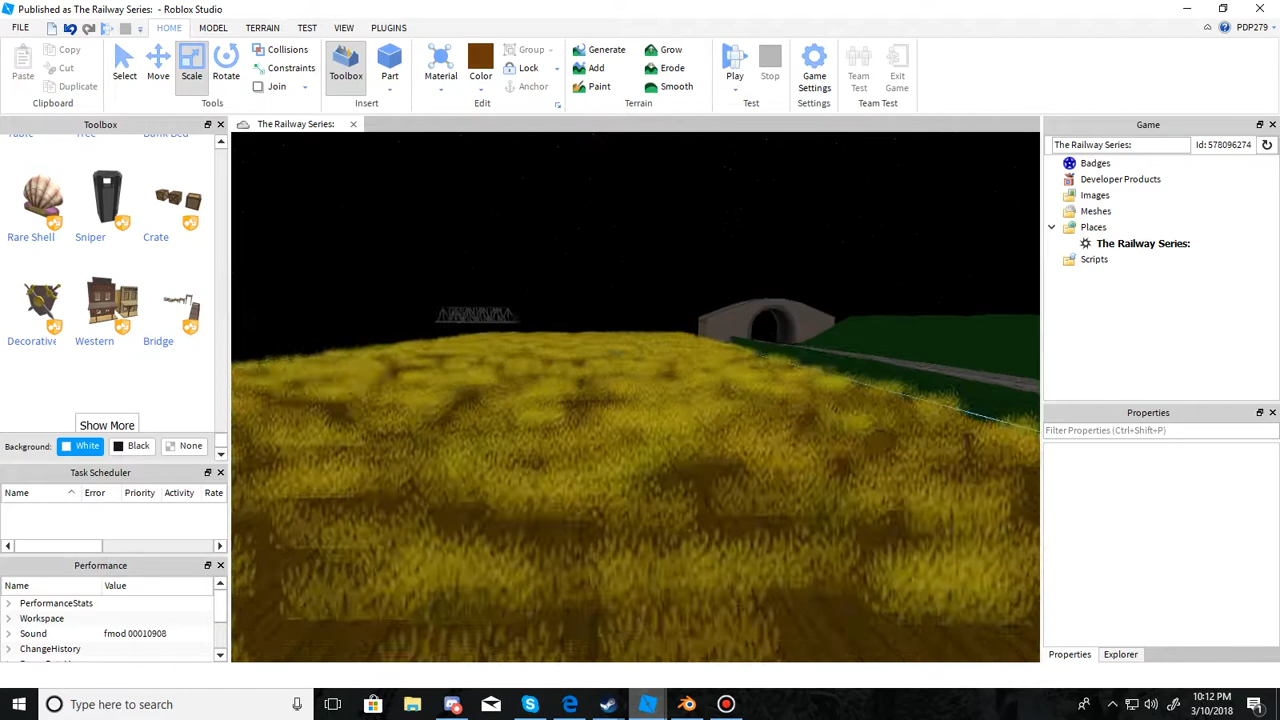 Published as The Railway Series: - Roblox Studio
FILE HOME MODEL TERRAIN TEST VIEW PLUGINS PDP279
Paste Copy Cut Duplicate
Clipboard
Select Move Scale Rotate
Collisions
Constraints
Join
Tools
Toolbox Part
Insert
Material Color
Group
Lock
Anchor
Edit
Generate Grow
Add Erode
Paint Smooth
Terrain
Play Stop
Test
Game Settings
Settings
Team Test Exit Game
Team Test
Toolbox
The Railway Series:
Game
The Railway Series: Id: 578096274
Badges
Developer Products
Images
Meshes
Places
The Railway Series:
Scripts
Rare Shell Sniper Crate
Decorative Western Bridge
Show More
Background: White Black None
Task Scheduler
Name Error Priority Activity Rate
Performance
Name Value
PerformanceStats
Workspace
Sound fmod 00010908
ChangeHistory
Properties
Filter Properties (Ctrl+Shift+P)
Properties Explorer
Type here to search
10:12 PM
3/10/2018